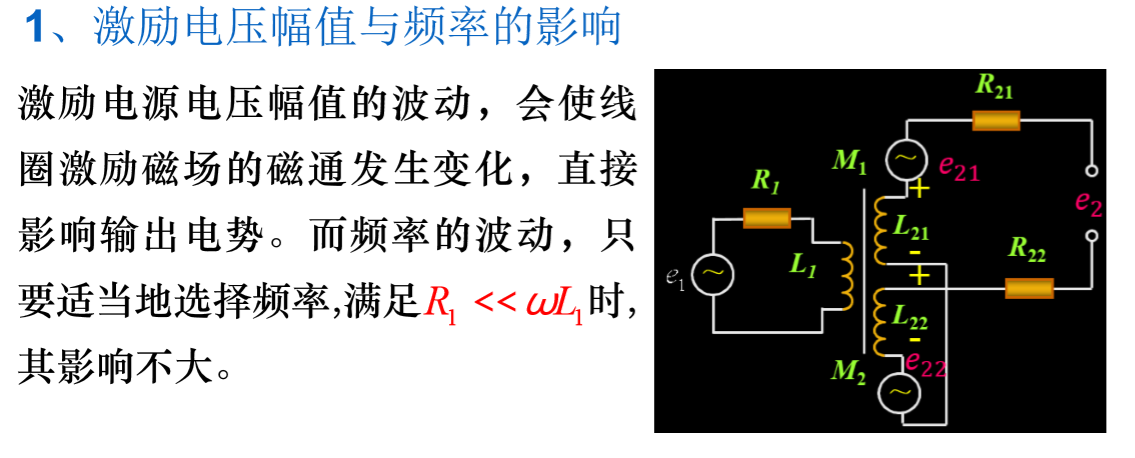 1、激励电压幅值与频率的影响
激励电源电压幅值的波动，会使线
圈激励磁场的磁通发生变化，直接
影响输出电势。而频率的波动，只
要适当地选择频率,满足R₁ <<ωL₁时,
其影响不大。
R₂₁
M₁
e₂₁
R₁
+
e₂
L₂₁
R₂₂
L₁
-
e₁
+
L₂₂
-
M₂
e₂₂